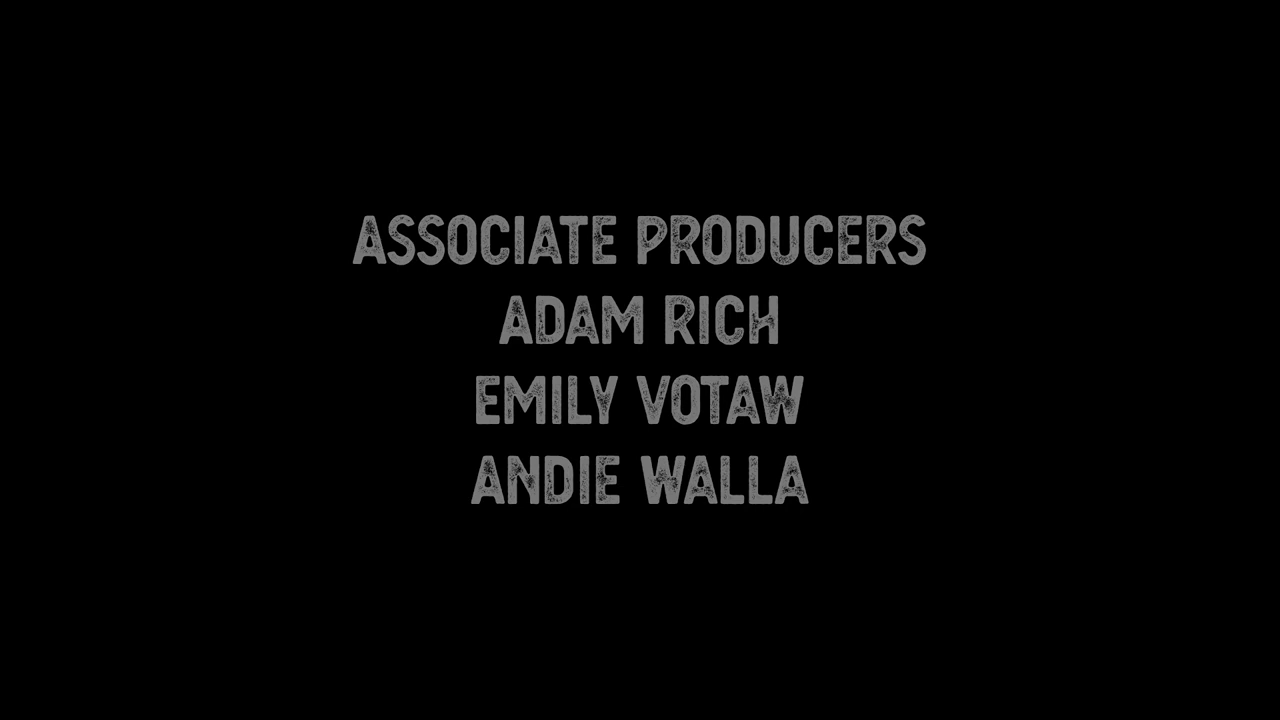 ASSOCIATE PRODUCERS
ADAM RICH
EMILY VOTAW
ANDIE WALLA